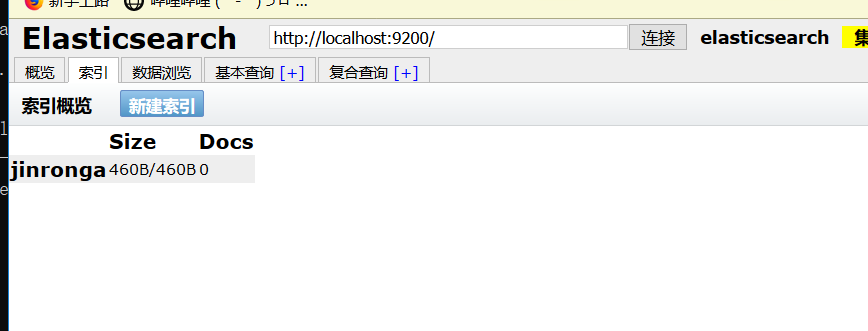 新手上路 哔哩哔哩 ( ゜- ゜)つロ ...
Elasticsearch http://localhost:9200/ 连接 elasticsearch 集
概览 索引 数据浏览 基本查询 [+] 复合查询 [+]
索引概览 新建索引
Size Docs
jinronga 460B/460B 0